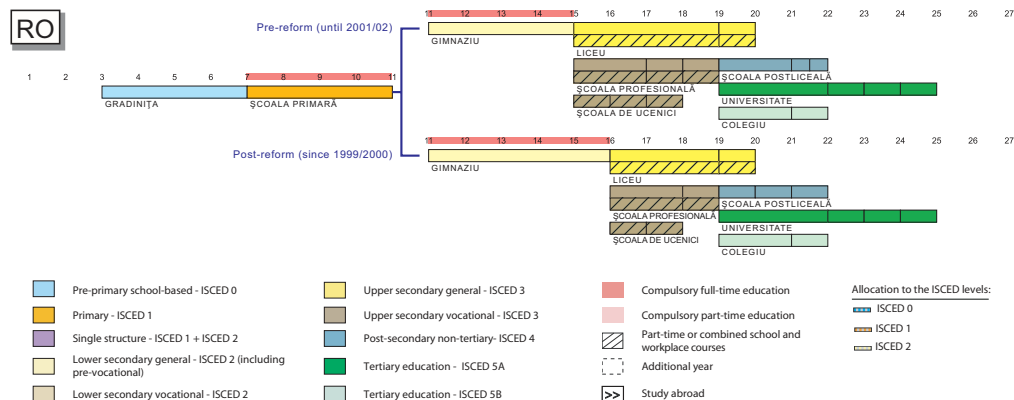 RO
Pre-reform (until 2001/02)
11 12 13 14 15 16 17 18 19 20 21 22 23 24 25 26 27
GIMNAZIU
LICEU
ŞCOALA POSTLICEALĂ
ŞCOALA PROFESIONALĂ
UNIVERSITATE
ŞCOALA DE UCENICI
COLEGIU
1 2 3 4 5 6 7 8 9 10 11
GRADINIŢA
ŞCOALA PRIMARĂ
Post-reform (since 1999/2000)
11 12 13 14 15 16 17 18 19 20 21 22 23 24 25 26 27
GIMNAZIU
LICEU
ŞCOALA POSTLICEALĂ
ŞCOALA PROFESIONALĂ
UNIVERSITATE
ŞCOALA DE UCENICI
COLEGIU
Pre-primary school-based - ISCED 0
Primary - ISCED 1
Single structure - ISCED 1 + ISCED 2
Lower secondary general - ISCED 2 (including
pre-vocational)
Lower secondary vocational - ISCED 2
Upper secondary general - ISCED 3
Upper secondary vocational - ISCED 3
Post-secondary non-tertiary- ISCED 4
Tertiary education - ISCED 5A
Tertiary education - ISCED 5B
Compulsory full-time education
Compulsory part-time education
Part-time or combined school and
workplace courses
Additional year
>> Study abroad
Allocation to the ISCED levels:
ISCED 0
ISCED 1
ISCED 2